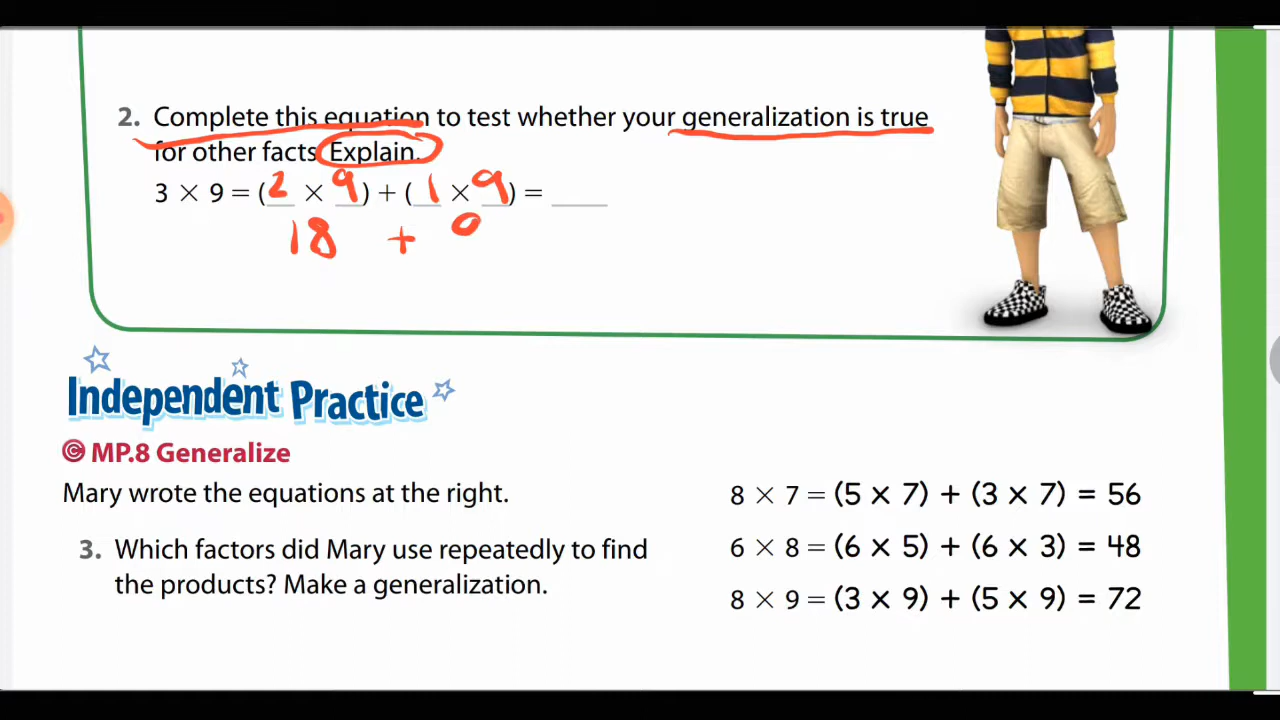 2. Complete this equation to test whether your generalization is true
for other facts. Explain.
3 × 9 = (2 × 9) + (1 × 9) = ____
18 + 0
Independent Practice
MP.8 Generalize
Mary wrote the equations at the right.
3. Which factors did Mary use repeatedly to find
the products? Make a generalization.
8 × 7 = (5 × 7) + (3 × 7) = 56
6 × 8 = (6 × 5) + (6 × 3) = 48
8 × 9 = (3 × 9) + (5 × 9) = 72